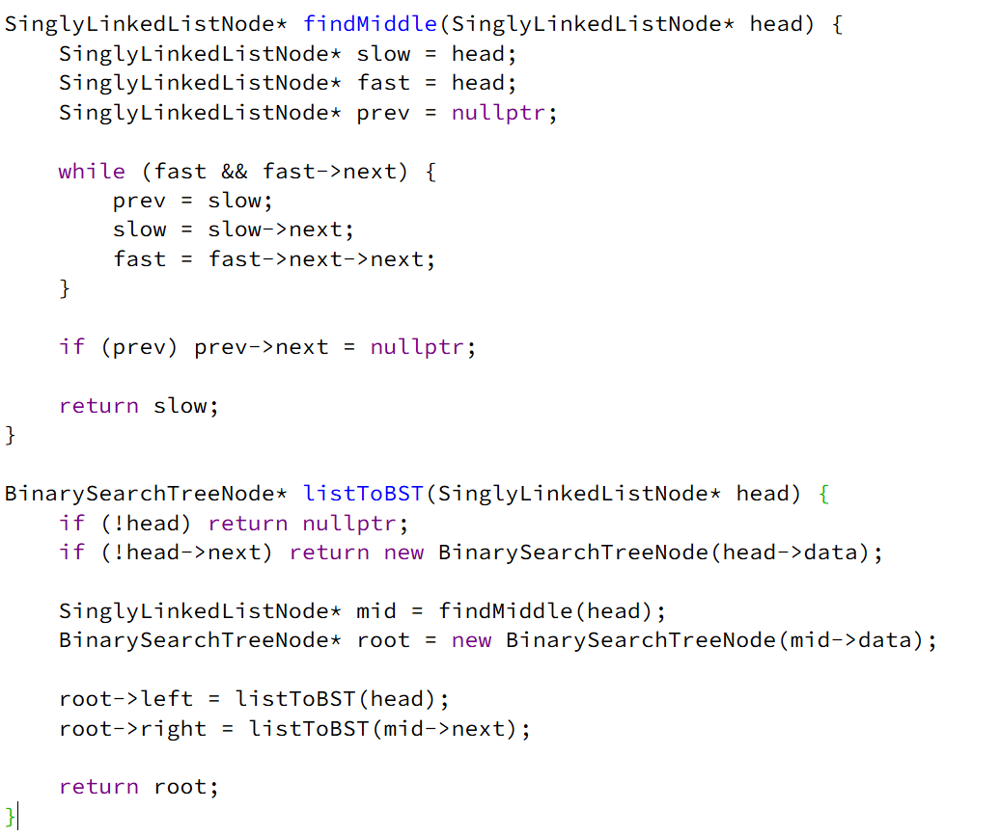 SinglyLinkedListNode* findMiddle(SinglyLinkedListNode* head) {
    SinglyLinkedListNode* slow = head;
    SinglyLinkedListNode* fast = head;
    SinglyLinkedListNode* prev = nullptr;

    while (fast && fast->next) {
        prev = slow;
        slow = slow->next;
        fast = fast->next->next;
    }

    if (prev) prev->next = nullptr;

    return slow;
}

BinarySearchTreeNode* listToBST(SinglyLinkedListNode* head) {
    if (!head) return nullptr;
    if (!head->next) return new BinarySearchTreeNode(head->data);

    SinglyLinkedListNode* mid = findMiddle(head);
    BinarySearchTreeNode* root = new BinarySearchTreeNode(mid->data);

    root->left = listToBST(head);
    root->right = listToBST(mid->next);

    return root;
}